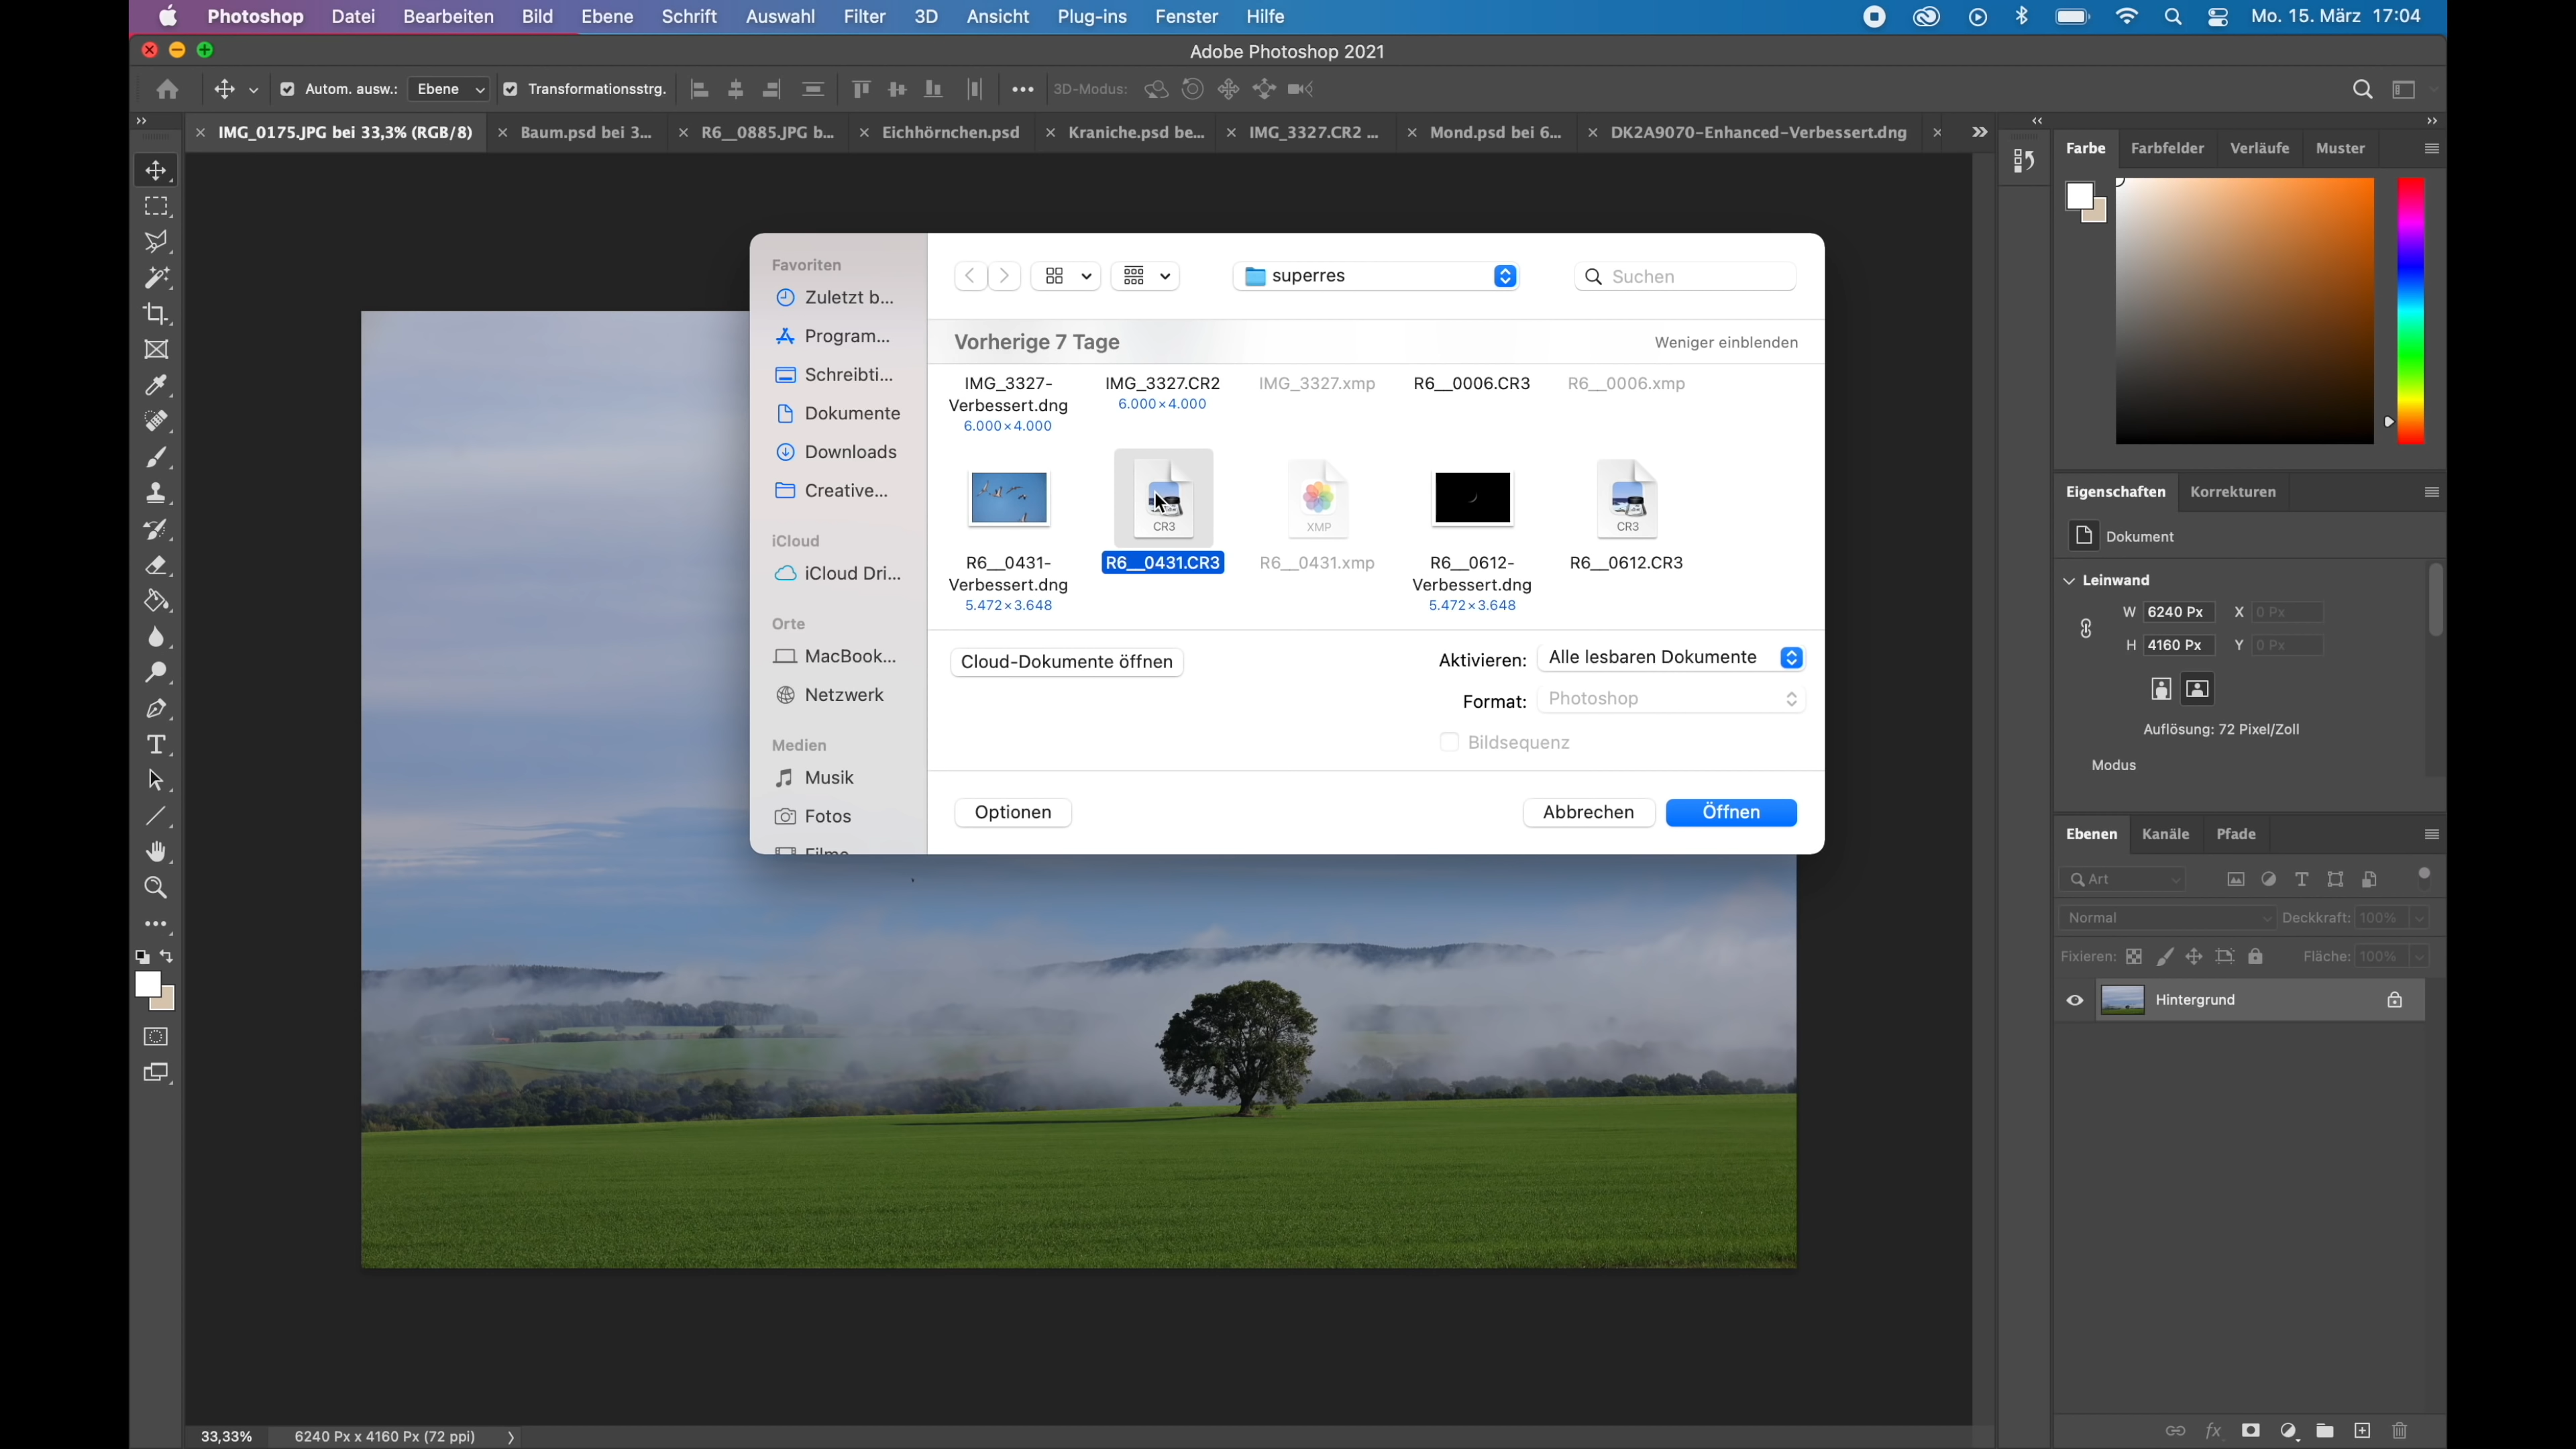 Photoshop Datei Bearbeiten Bild Ebene Schrift Auswahl Filter 3D Ansicht Plug-ins Fenster Hilfe Mo. 15. März 17:04
Adobe Photoshop 2021
Autom. ausw.: Ebene Transformationsstrg. 3D-Modus:
IMG_0175.JPG bei 33,3% (RGB/8) Baum.psd bei 3... R6__0885.JPG b... Eichhörnchen.psd Kraniche.psd be... IMG_3327.CR2 ... Mond.psd bei 6... DK2A9070-Enhanced-Verbessert.dng
Farbe Farbfelder Verläufe Muster
Favoriten
Zuletzt b...
Program...
Schreibti...
Dokumente
Downloads
Creative...
iCloud
iCloud Dri...
Orte
MacBook...
Netzwerk
Medien
Musik
Fotos
Filme
superres
Suchen
Vorherige 7 Tage Weniger einblenden
IMG_3327-
Verbessert.dng
6.000×4.000
IMG_3327.CR2
6.000×4.000
IMG_3327.xmp
R6__0006.CR3
R6__0006.xmp
R6__0431-
Verbessert.dng
5.472×3.648
CR3
R6__0431.CR3
XMP
R6__0431.xmp
R6__0612-
Verbessert.dng
5.472×3.648
CR3
R6__0612.CR3
Cloud-Dokumente öffnen
Aktivieren: Alle lesbaren Dokumente
Format: Photoshop
Bildsequenz
Optionen Abbrechen Öffnen
Eigenschaften Korrekturen
Dokument
Leinwand
W 6240 Px X 0 Px
H 4160 Px Y 0 Px
Auflösung: 72 Pixel/Zoll
Modus
Ebenen Kanäle Pfade
Art
Normal Deckkraft: 100%
Fixieren: Fläche: 100%
Hintergrund
fx
33,33% 6240 Px x 4160 Px (72 ppi)